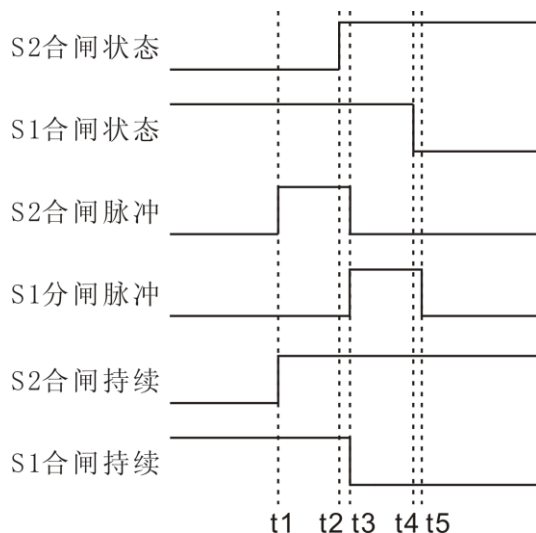 S2合闸状态
S1合闸状态
S2合闸脉冲
S1分闸脉冲
S2合闸持续
S1合闸持续
t1 t2 t3 t4 t5